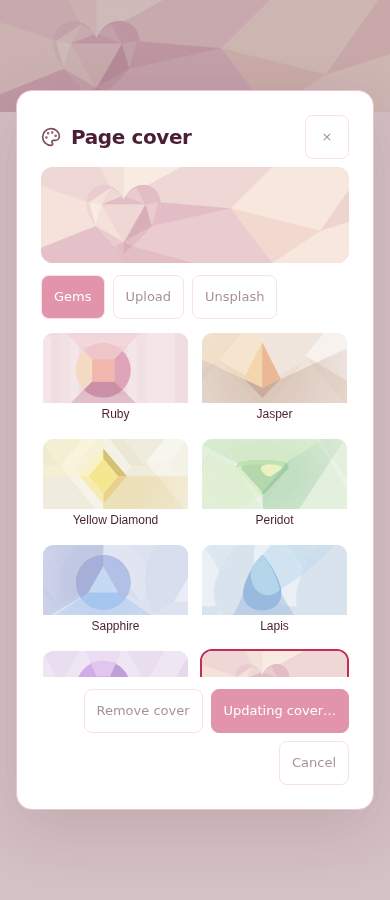 Page cover
×
Gems
Upload
Unsplash
Ruby
Jasper
Yellow Diamond
Peridot
Sapphire
Lapis
Remove cover
Updating cover…
Cancel